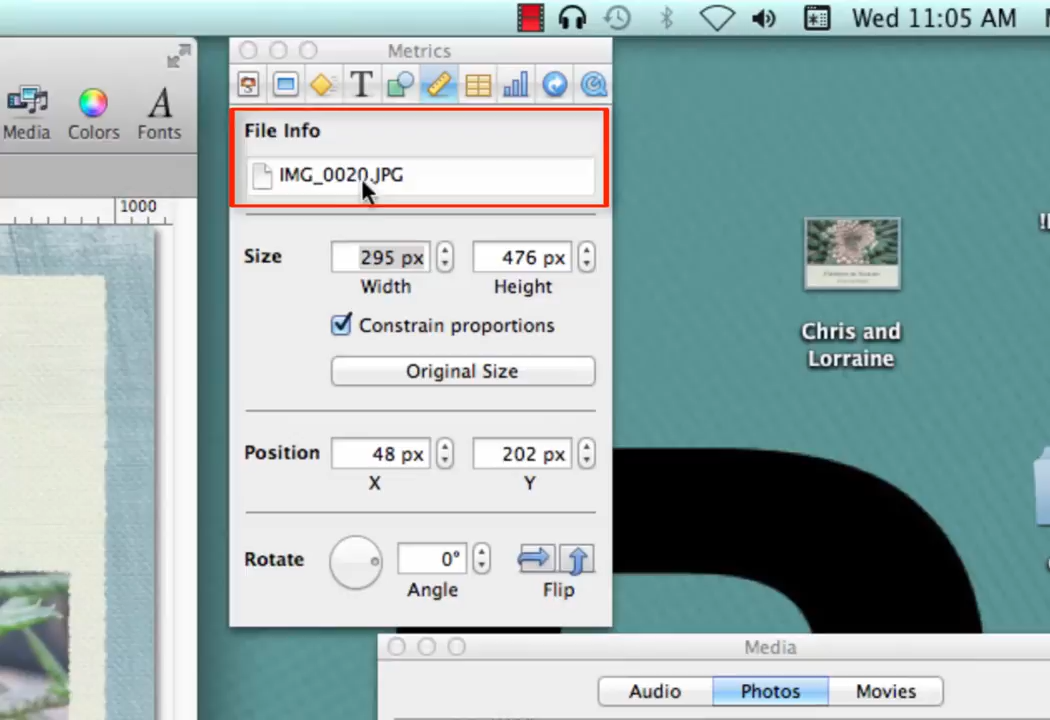 Wed 11:05 AM
Metrics
T
Media Colors Fonts
A
File Info
IMG_0020.JPG
1000
Size 295 px 476 px
Width Height
Constrain proportions
Original Size
Chris and
Lorraine
Position 48 px 202 px
X Y
Rotate 0°
Angle Flip
Media
Audio Photos Movies